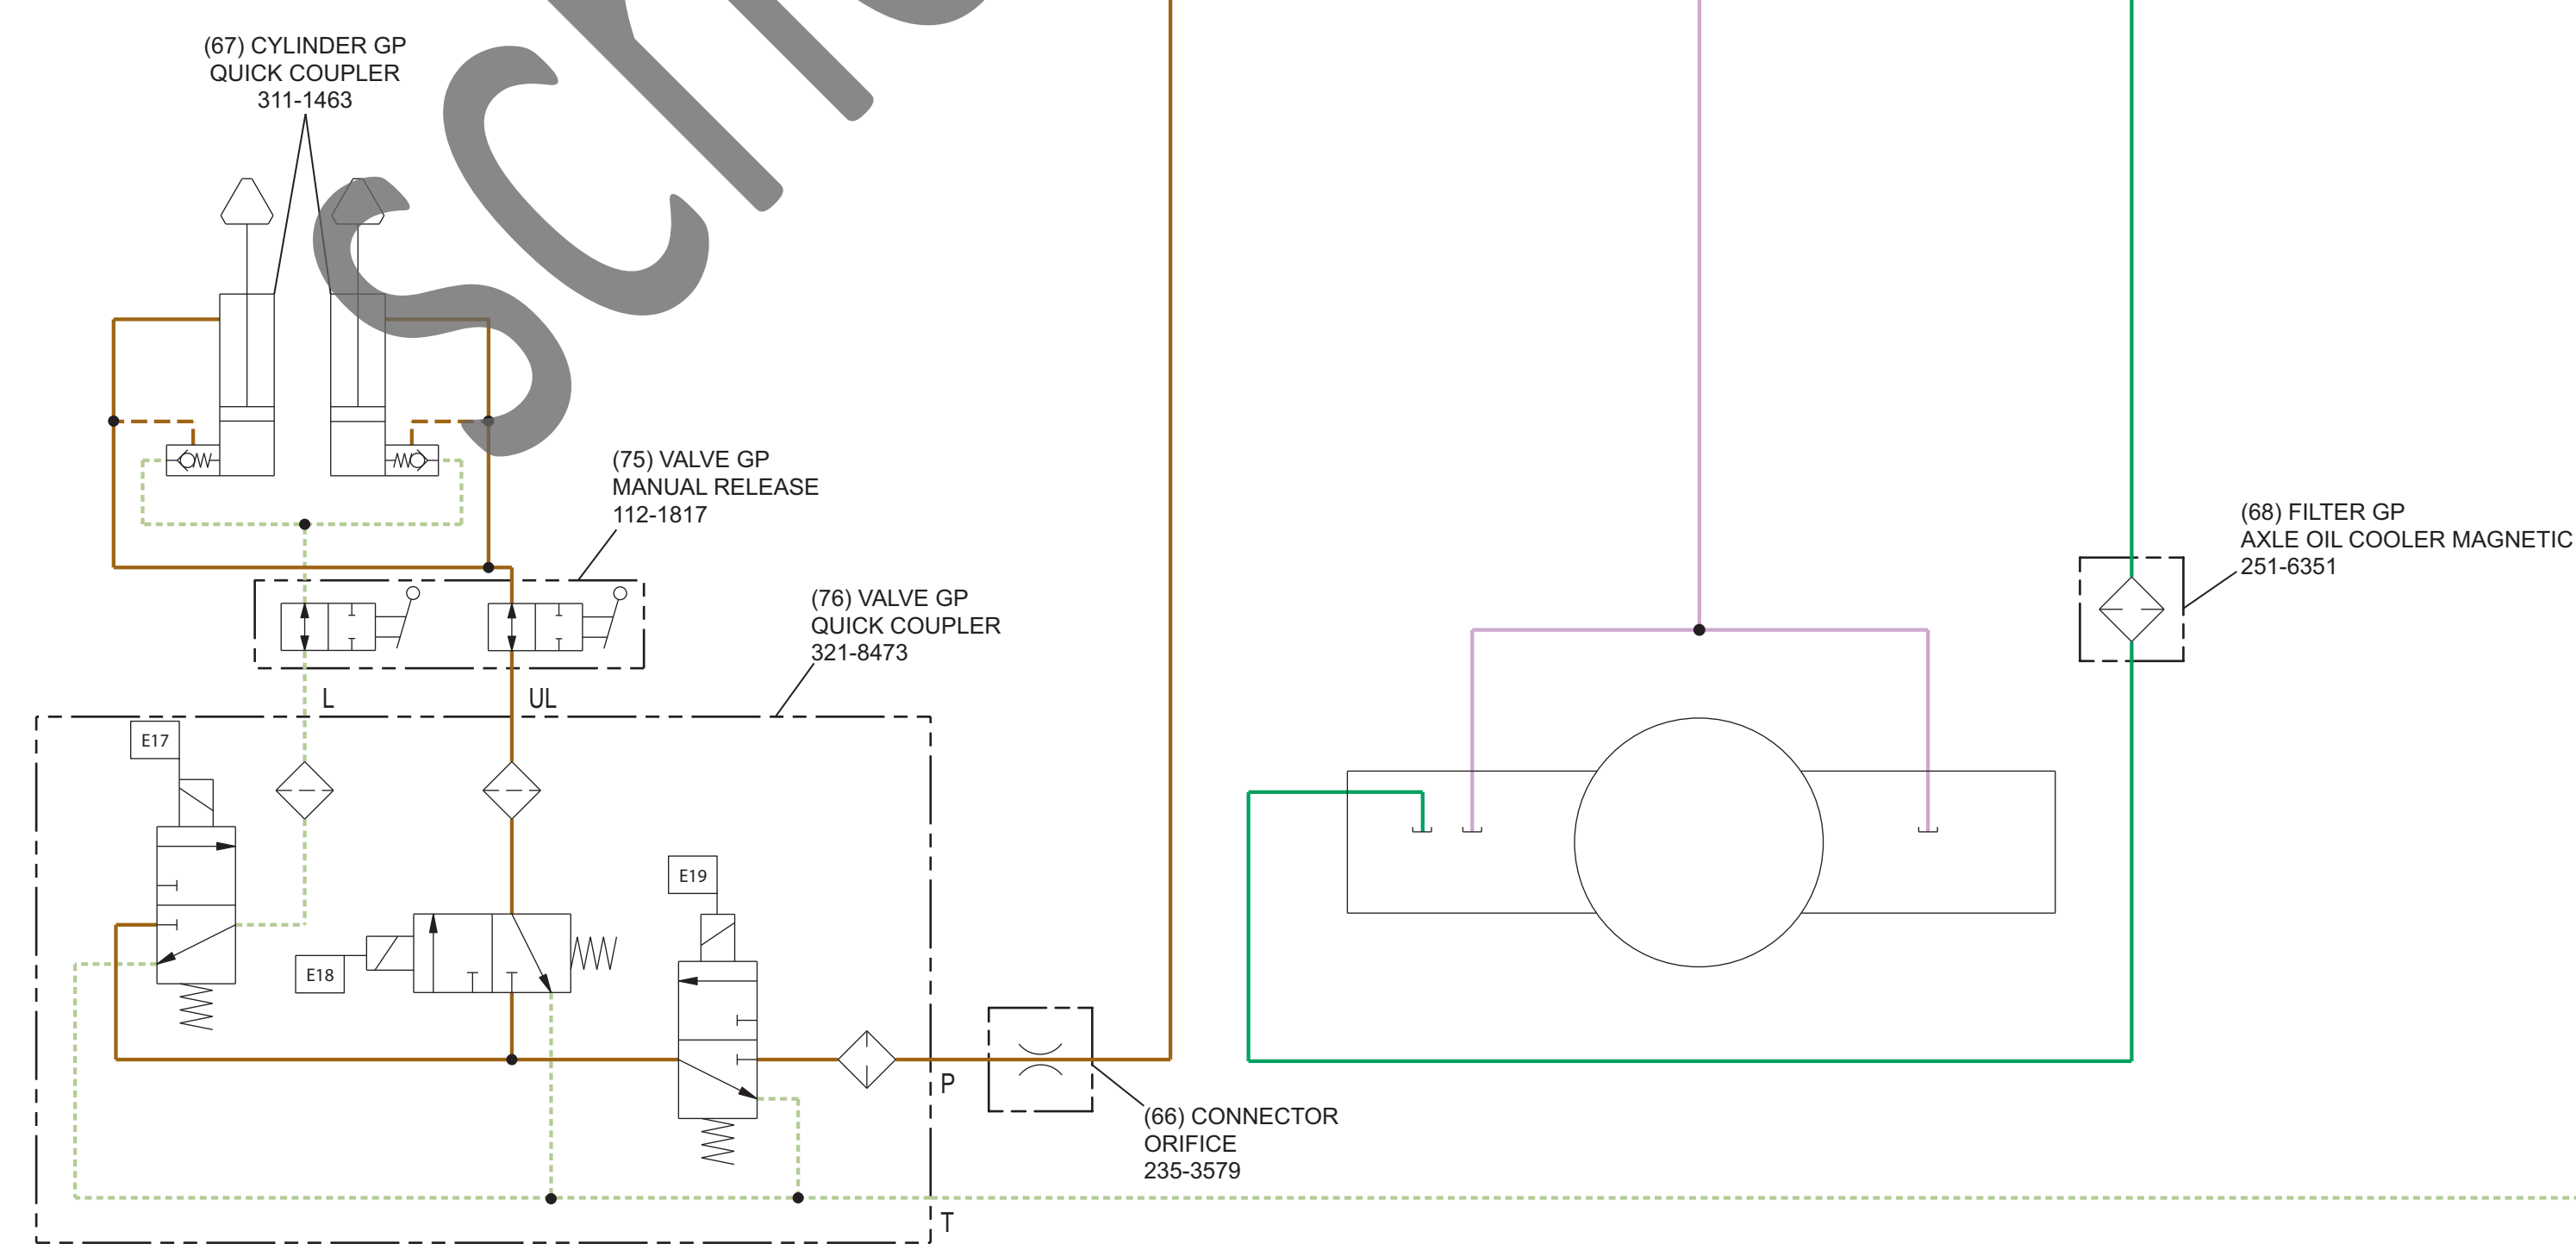 (67) CYLINDER GP
QUICK COUPLER
311-1463
(75) VALVE GP
MANUAL RELEASE
112-1817
(76) VALVE GP
QUICK COUPLER
321-8473
(68) FILTER GP
AXLE OIL COOLER MAGNETIC
251-6351
L
UL
E17
E19
E18
P
(66) CONNECTOR
ORIFICE
235-3579
T